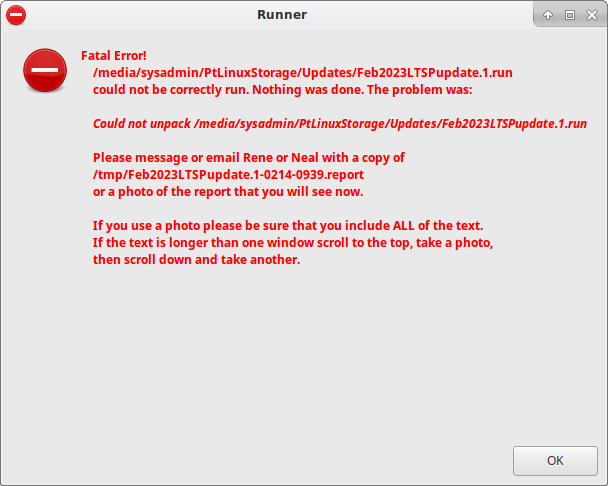 Runner
Fatal Error!
/media/sysadmin/PtLinuxStorage/Updates/Feb2023LTSPupdate.1.run
could not be correctly run. Nothing was done. The problem was:
Could not unpack /media/sysadmin/PtLinuxStorage/Updates/Feb2023LTSPupdate.1.run
Please message or email Rene or Neal with a copy of
/tmp/Feb2023LTSPupdate.1-0214-0939.report
or a photo of the report that you will see now.
If you use a photo please be sure that you include ALL of the text.
If the text is longer than one window scroll to the top, take a photo,
then scroll down and take another.
OK